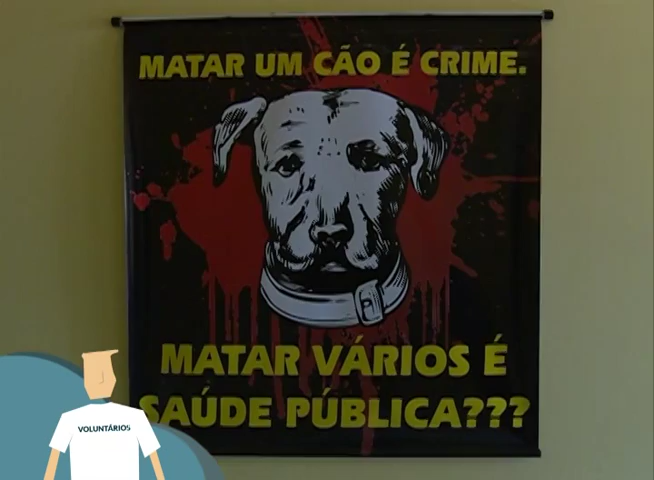 MATAR UM CÃO É CRIME.
MATAR VÁRIOS É
SAÚDE PÚBLICA???
VOLUNTÁRIOS